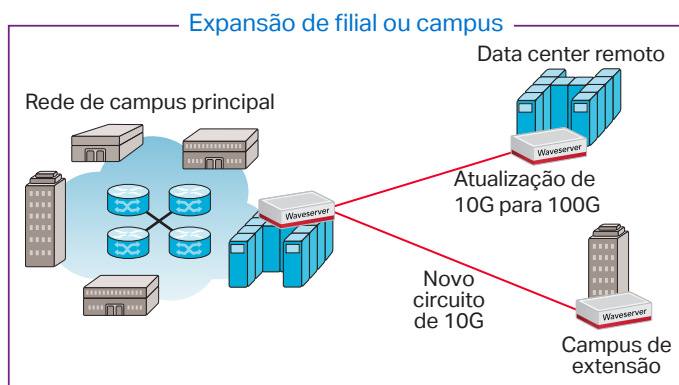 Expansão de filial ou campus
Data center remoto
Rede de campus principal
Waveserver
Atualização de
10G para 100G
Waveserver
Novo
circuito
de 10G
Waveserver
Campus de
extensão